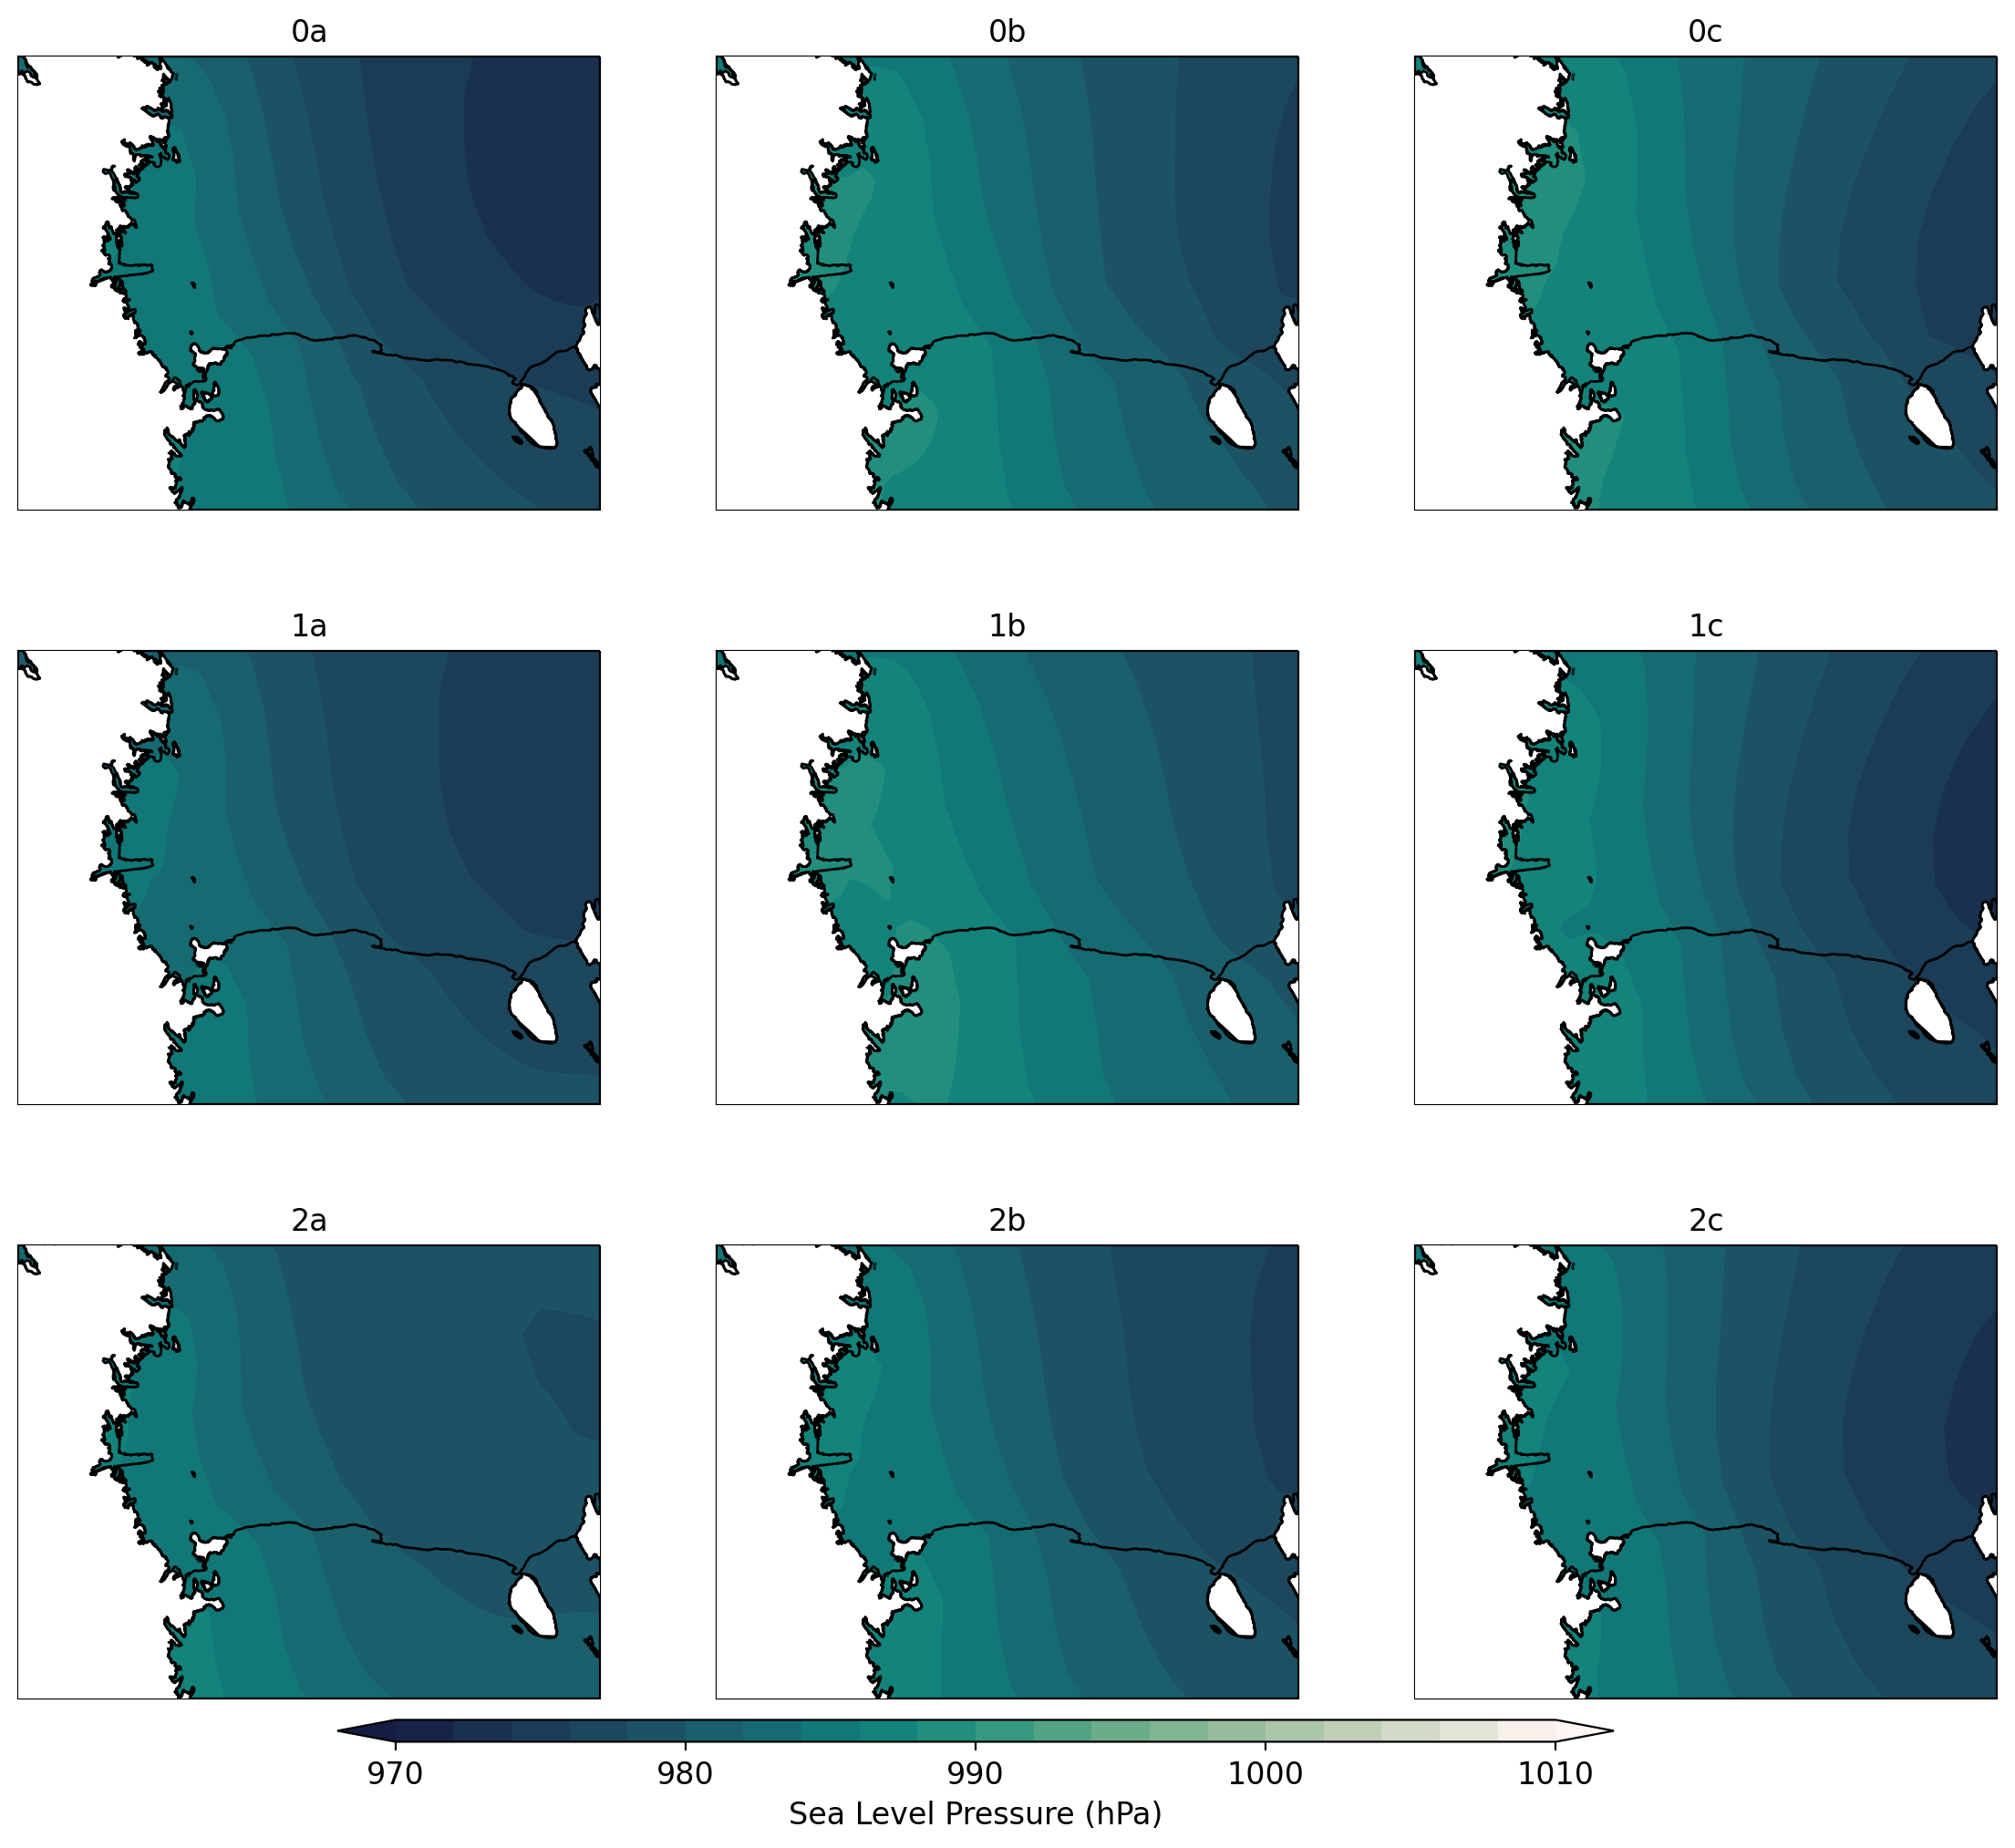 0a
0b
0c
1a
1b
1c
2a
2b
2c
970
980
990
1000
1010
Sea Level Pressure (hPa)